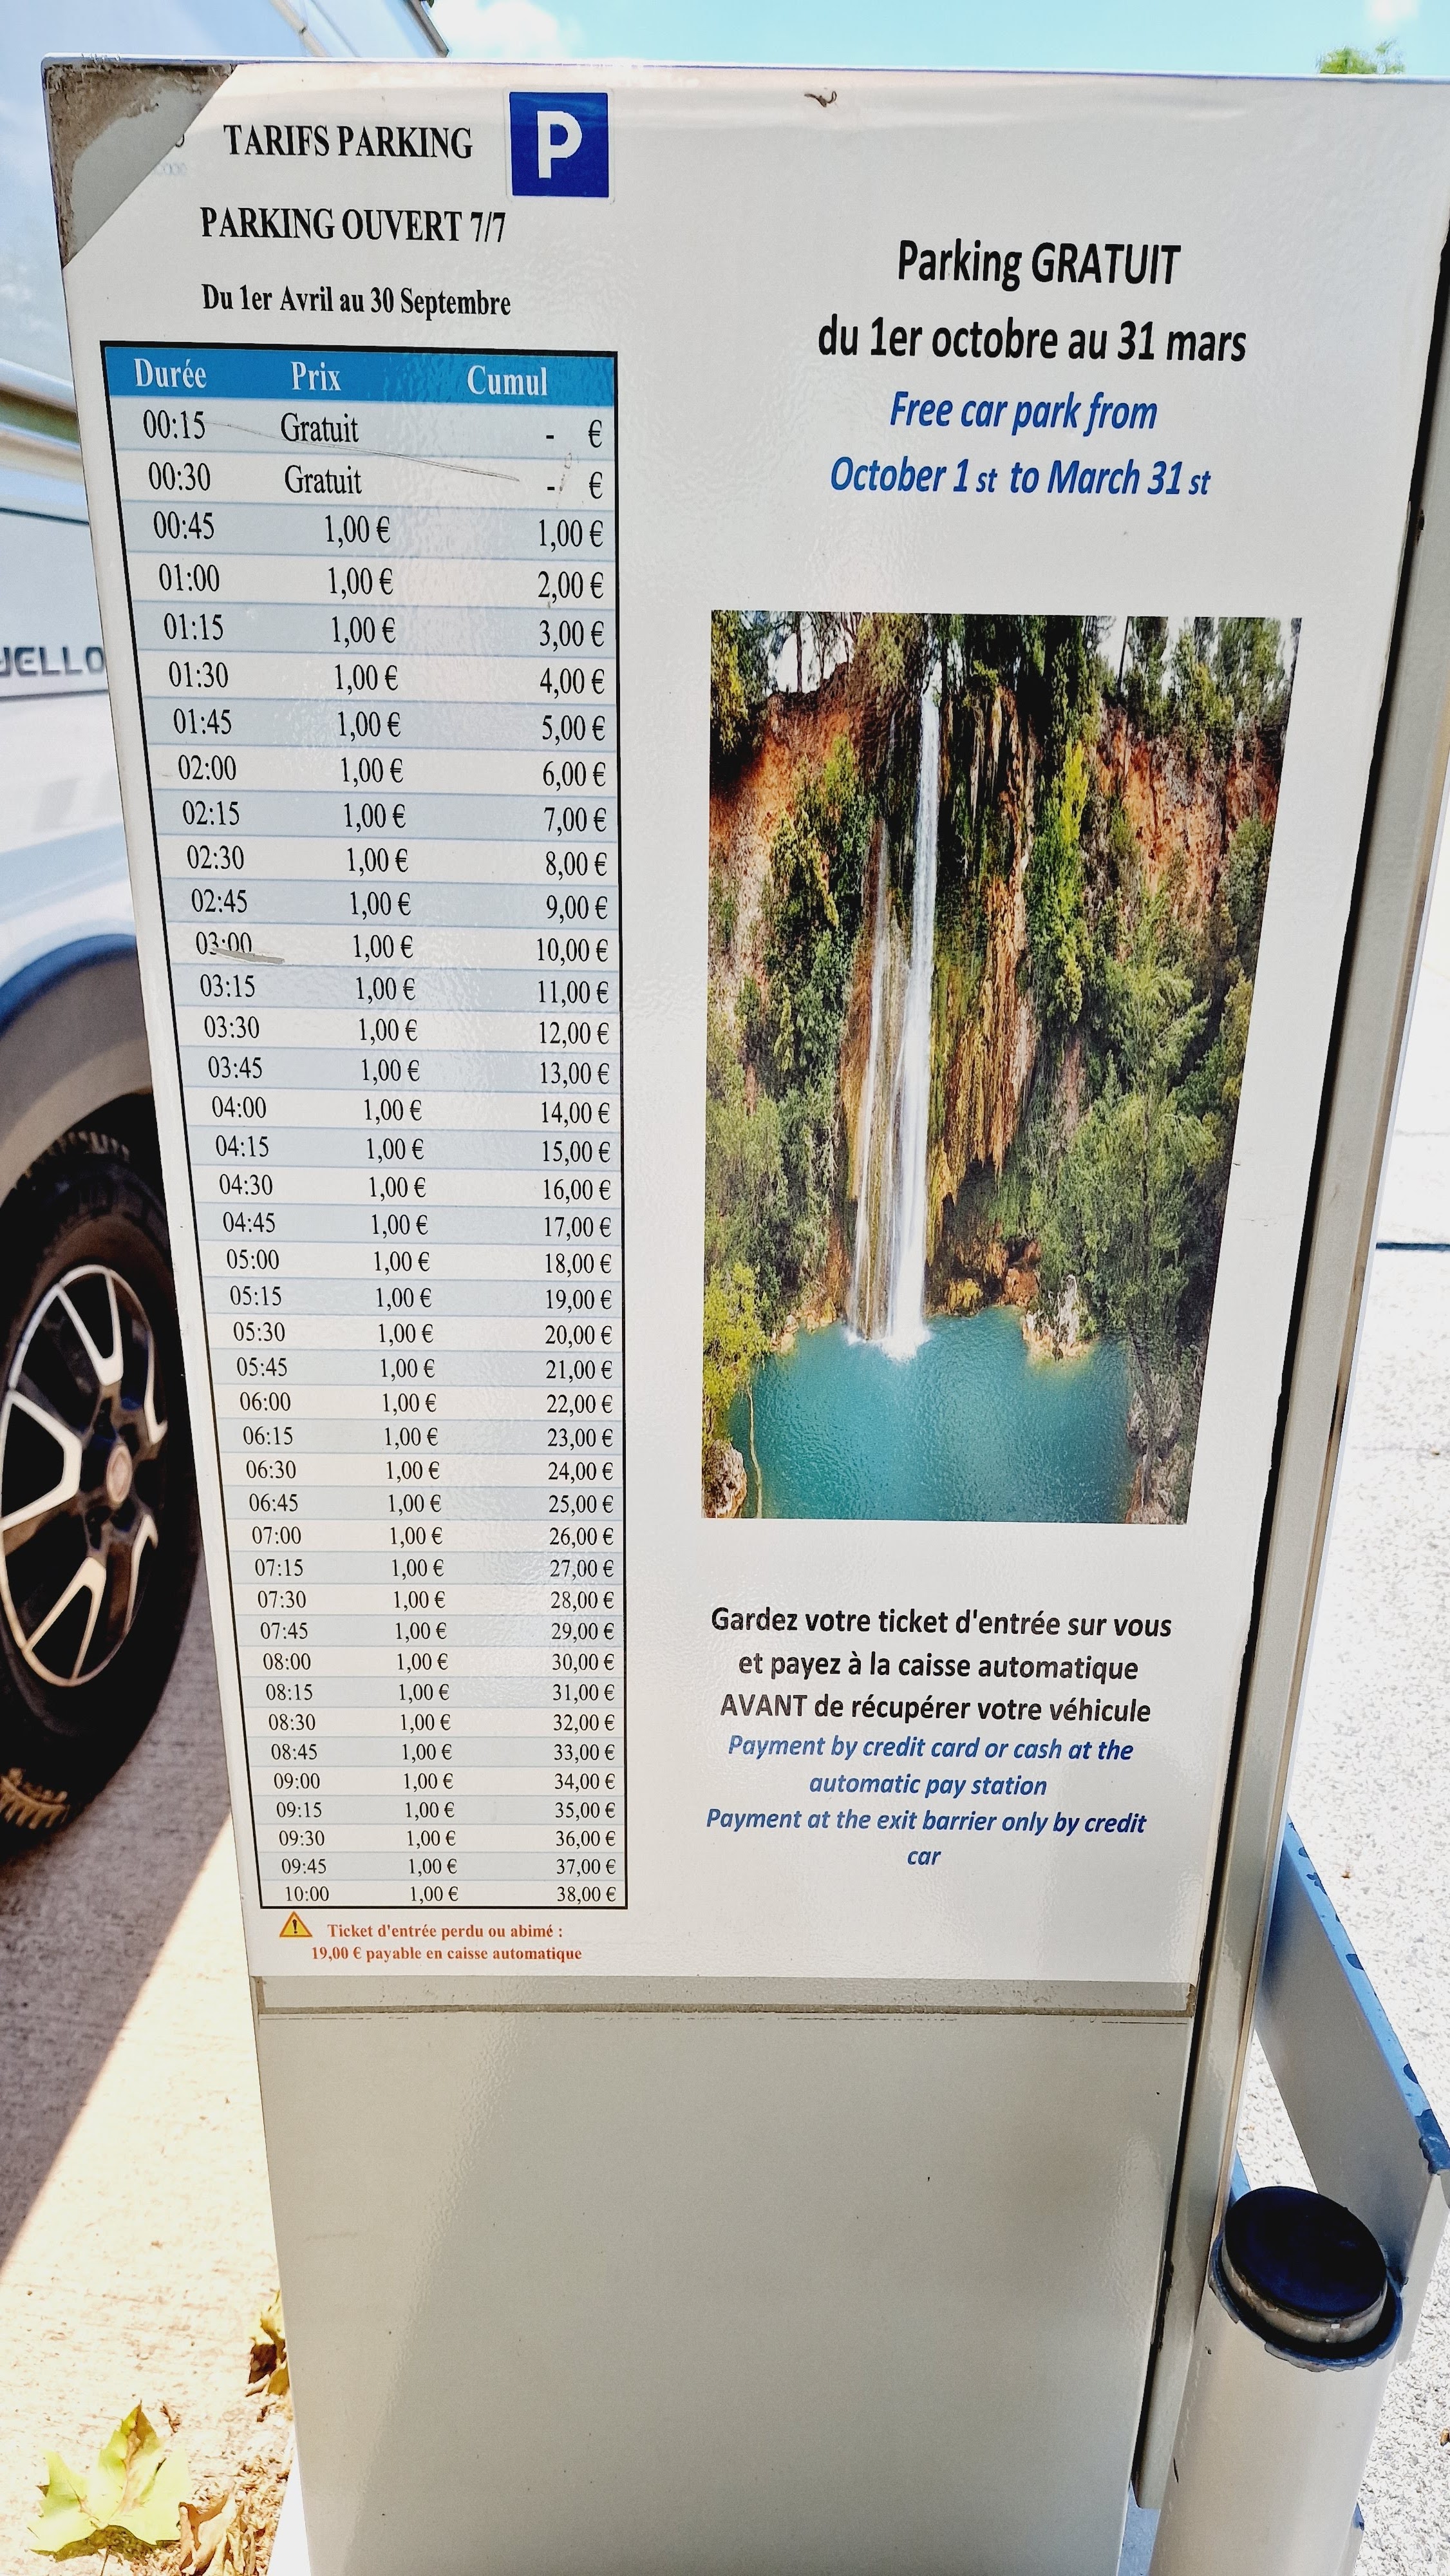 TARIFS PARKING
P
PARKING OUVERT 7/7
Du 1er Avril au 30 Septembre
Durée Prix Cumul
00:15 Gratuit - €
00:30 Gratuit - €
00:45 1,00 € 1,00 €
01:00 1,00 € 2,00 €
01:15 1,00 € 3,00 €
01:30 1,00 € 4,00 €
01:45 1,00 € 5,00 €
02:00 1,00 € 6,00 €
02:15 1,00 € 7,00 €
02:30 1,00 € 8,00 €
02:45 1,00 € 9,00 €
03:00 1,00 € 10,00 €
03:15 1,00 € 11,00 €
03:30 1,00 € 12,00 €
03:45 1,00 € 13,00 €
04:00 1,00 € 14,00 €
04:15 1,00 € 15,00 €
04:30 1,00 € 16,00 €
04:45 1,00 € 17,00 €
05:00 1,00 € 18,00 €
05:15 1,00 € 19,00 €
05:30 1,00 € 20,00 €
05:45 1,00 € 21,00 €
06:00 1,00 € 22,00 €
06:15 1,00 € 23,00 €
06:30 1,00 € 24,00 €
06:45 1,00 € 25,00 €
07:00 1,00 € 26,00 €
07:15 1,00 € 27,00 €
07:30 1,00 € 28,00 €
07:45 1,00 € 29,00 €
08:00 1,00 € 30,00 €
08:15 1,00 € 31,00 €
08:30 1,00 € 32,00 €
08:45 1,00 € 33,00 €
09:00 1,00 € 34,00 €
09:15 1,00 € 35,00 €
09:30 1,00 € 36,00 €
09:45 1,00 € 37,00 €
10:00 1,00 € 38,00 €
Ticket d'entrée perdu ou abimé :
19,00 € payable en caisse automatique
Parking GRATUIT
du 1er octobre au 31 mars
Free car park from
October 1 st to March 31 st
Gardez votre ticket d'entrée sur vous
et payez à la caisse automatique
AVANT de récupérer votre véhicule
Payment by credit card or cash at the
automatic pay station
Payment at the exit barrier only by credit
car